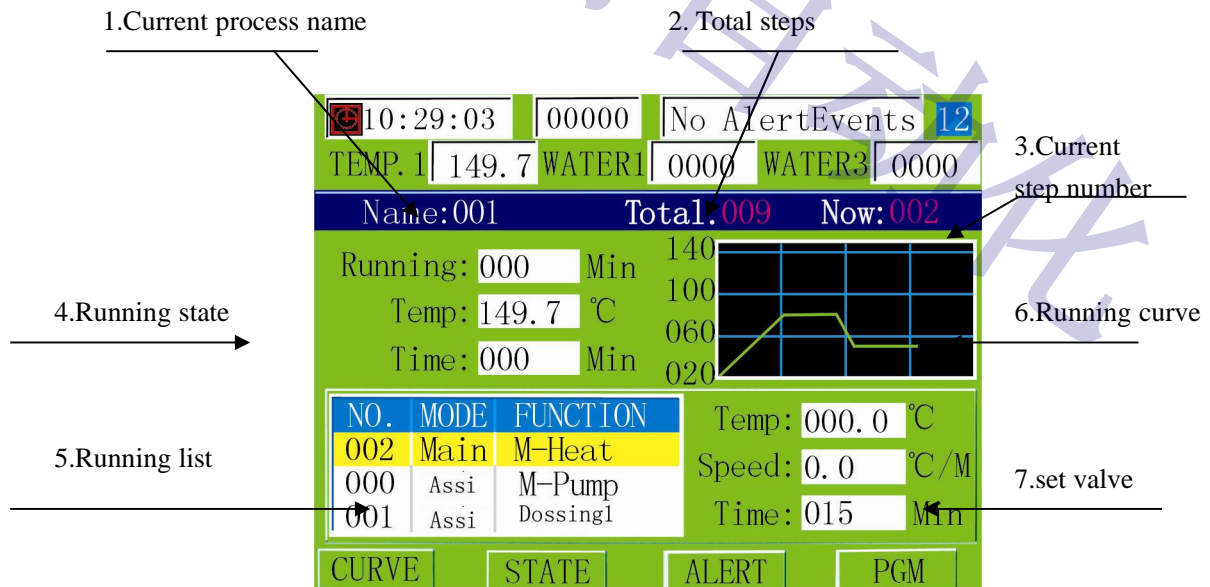 1.Current process name
2. Total steps
自动化
10:29:03 00000 No AlertEvents 12
TEMP.1 149.7 WATER1 0000 WATER3 0000
3.Current
step number
Name:001 Total:009 Now:002
Running: 000 Min
Temp: 149.7 ℃
Time: 000 Min
140
100
060
020
4.Running state
6.Running curve
NO. MODE FUNCTION
002 Main M-Heat
000 Assi M-Pump
001 Assi Dossing1
Temp: 000.0 ℃
Speed: 0.0 ℃/M
Time: 015 Min
5.Running list
7.set valve
CURVE STATE ALERT PGM